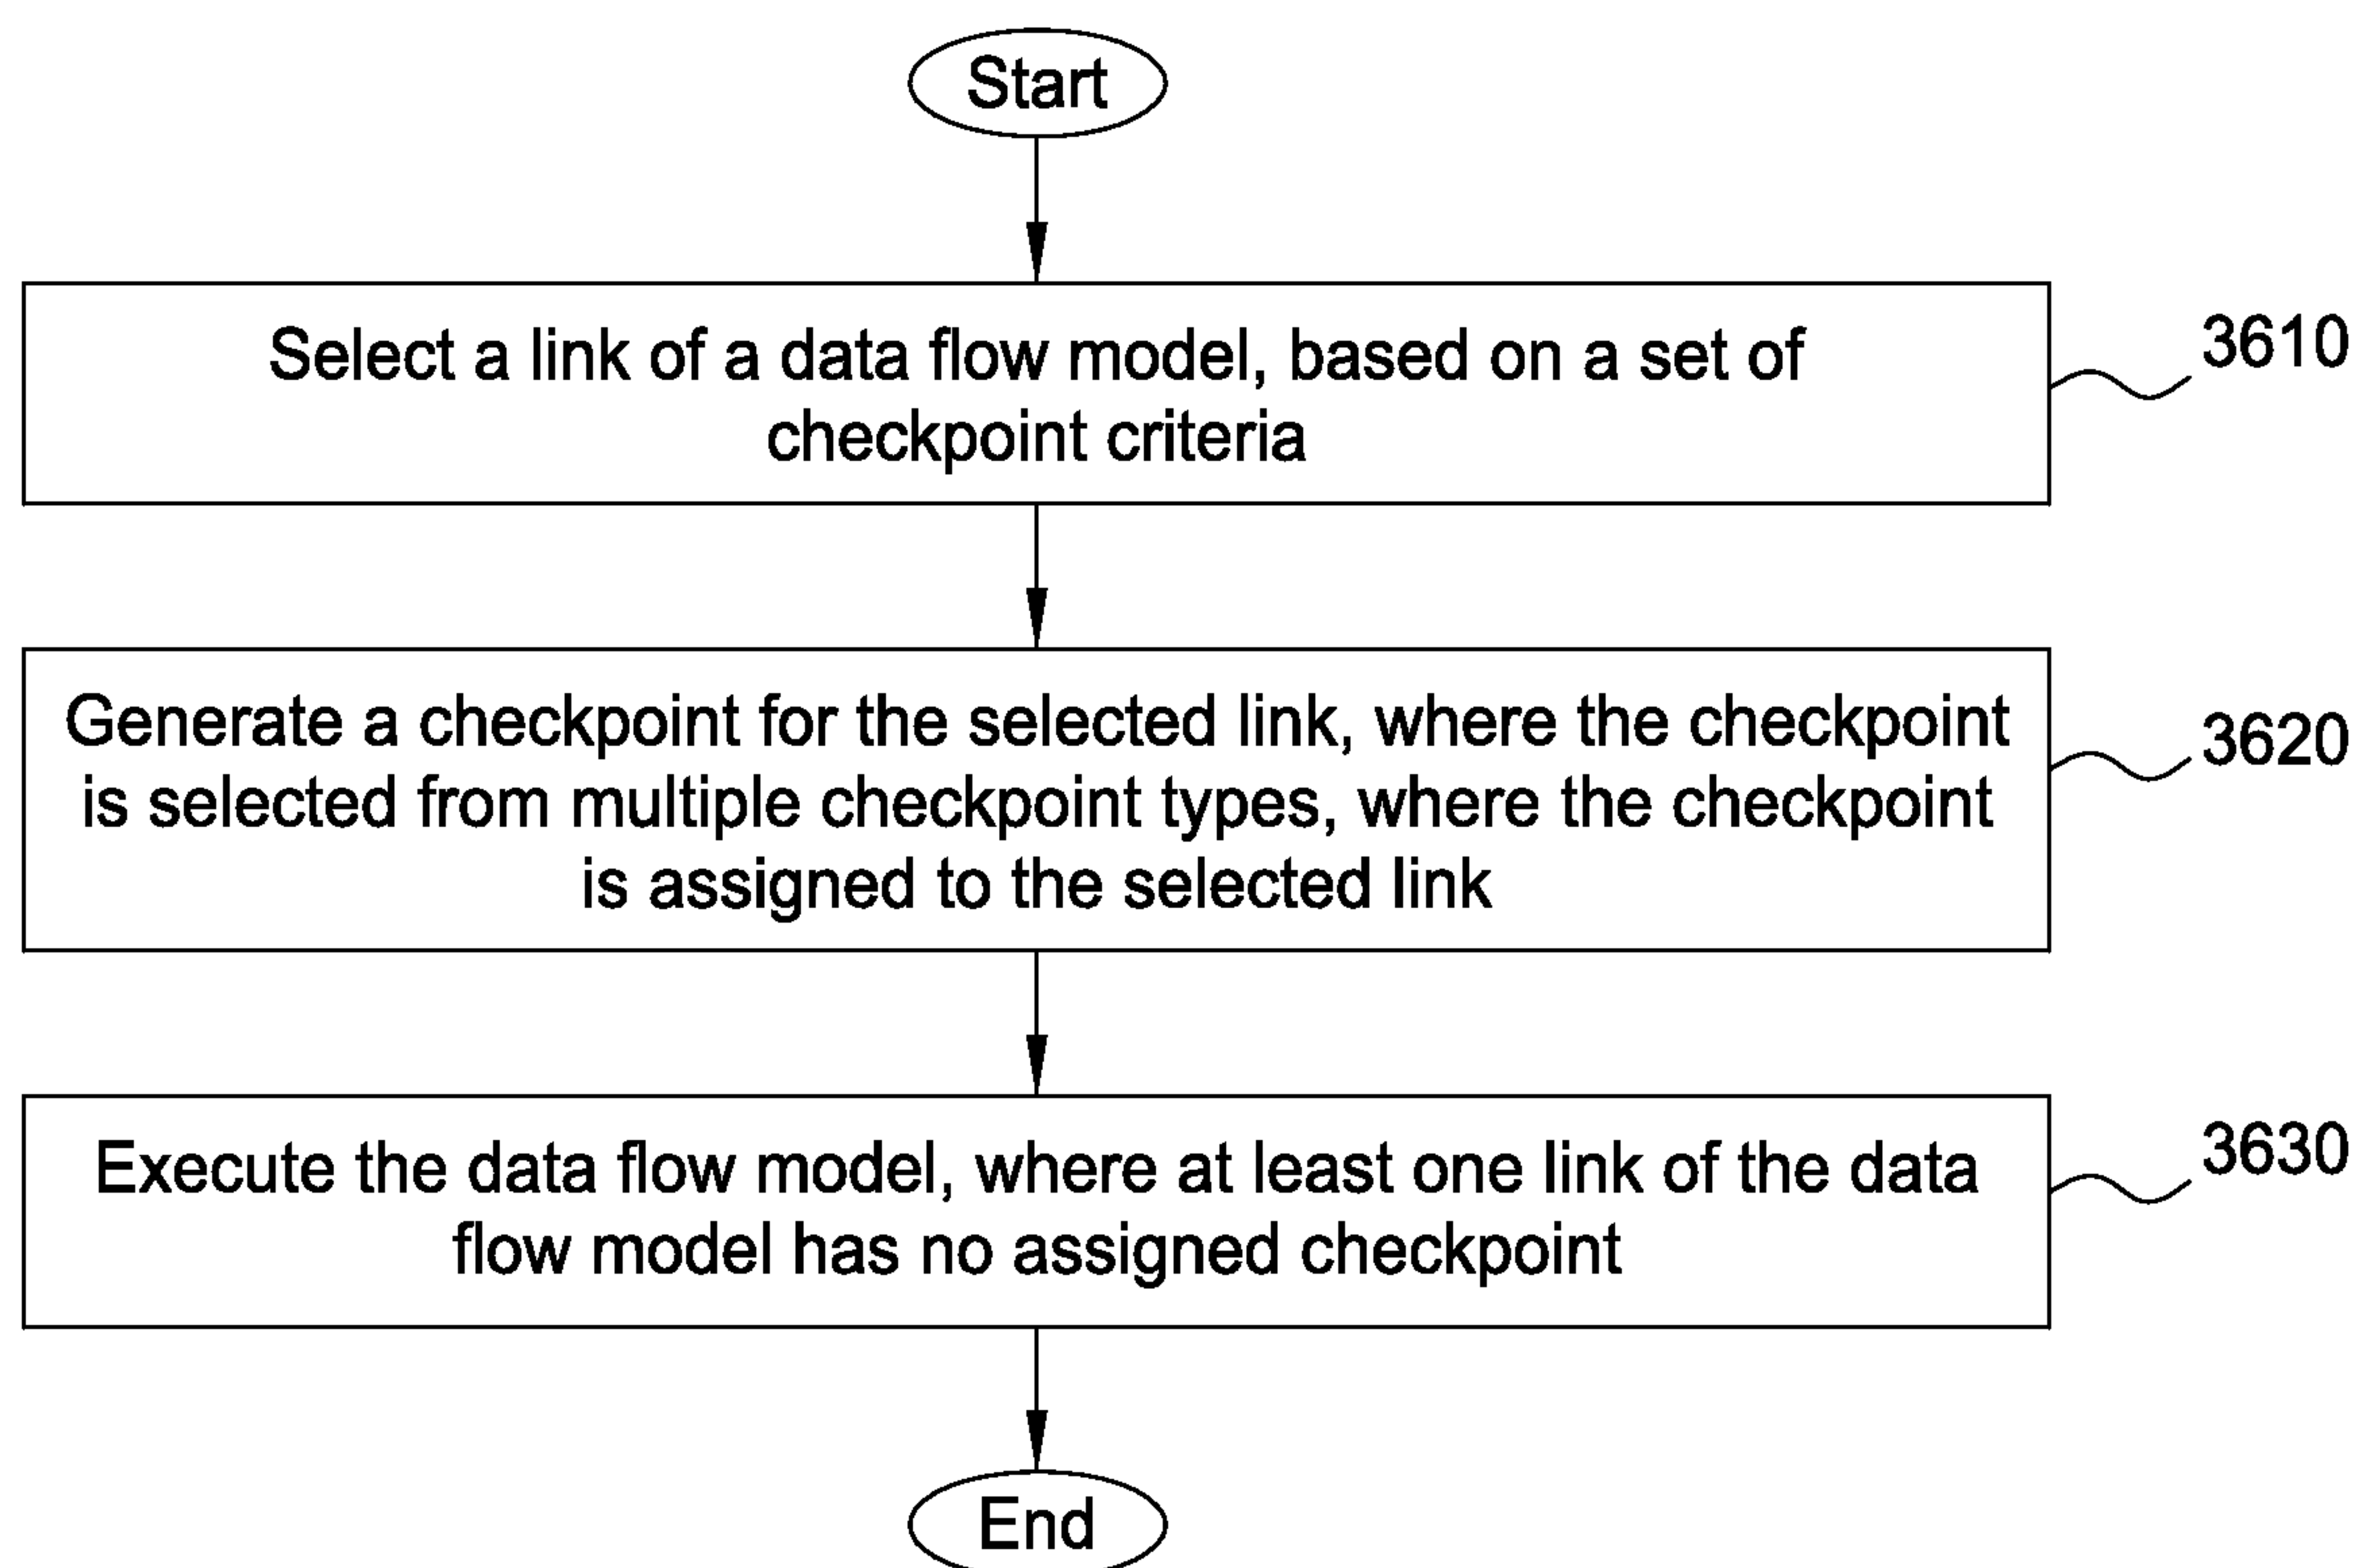 Start
Select a link of a data flow model, based on a set of
checkpoint criteria
3610
Generate a checkpoint for the selected link, where the checkpoint
is selected from multiple checkpoint types, where the checkpoint
is assigned to the selected link
3620
Execute the data flow model, where at least one link of the data
flow model has no assigned checkpoint
3630
End